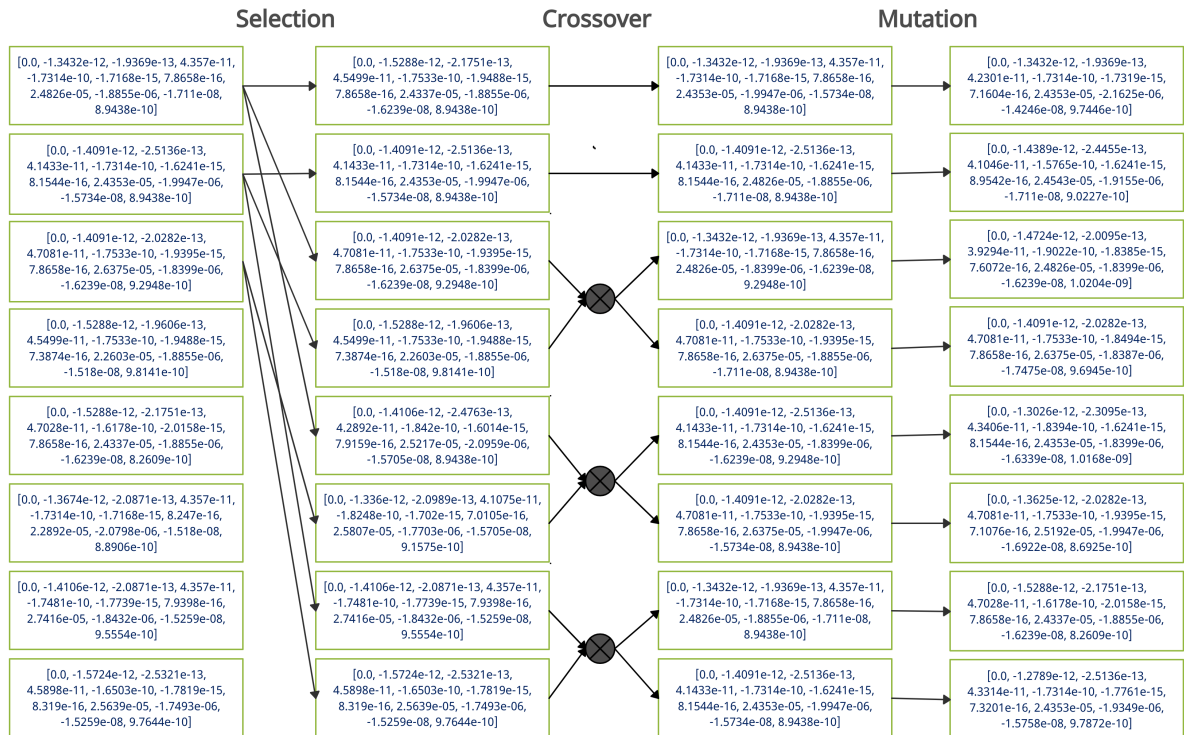 Selection
Crossover
Mutation
[0.0, -1.3432e-12, -1.9369e-13, 4.357e-11,
-1.7314e-10, -1.7168e-15, 7.8658e-16,
2.4826e-05, -1.8855e-06, -1.711e-08,
8.9438e-10]
[0.0, -1.5288e-12, -2.1751e-13,
4.5499e-11, -1.7533e-10, -1.9488e-15,
7.8658e-16, 2.4337e-05, -1.8855e-06,
-1.6239e-08, 8.9438e-10]
[0.0, -1.3432e-12, -1.9369e-13, 4.357e-11,
-1.7314e-10, -1.7168e-15, 7.8658e-16,
2.4353e-05, -1.9947e-06, -1.5734e-08,
8.9438e-10]
[0.0, -1.3432e-12, -1.9369e-13,
4.2301e-11, -1.7314e-10, -1.7319e-15,
7.1604e-16, 2.4353e-05, -2.1625e-06,
-1.4246e-08, 9.7446e-10]
[0.0, -1.4091e-12, -2.5136e-13,
4.1433e-11, -1.7314e-10, -1.6241e-15,
8.1544e-16, 2.4353e-05, -1.9947e-06,
-1.5734e-08, 8.9438e-10]
[0.0, -1.4091e-12, -2.5136e-13,
4.1433e-11, -1.7314e-10, -1.6241e-15,
8.1544e-16, 2.4353e-05, -1.9947e-06,
-1.5734e-08, 8.9438e-10]
[0.0, -1.4091e-12, -2.5136e-13,
4.1433e-11, -1.7314e-10, -1.6241e-15,
8.1544e-16, 2.4826e-05, -1.8855e-06,
-1.711e-08, 8.9438e-10]
[0.0, -1.4389e-12, -2.4455e-13,
4.1046e-11, -1.5765e-10, -1.6241e-15,
8.9542e-16, 2.4543e-05, -1.9155e-06,
-1.711e-08, 9.0227e-10]
[0.0, -1.4091e-12, -2.0282e-13,
4.7081e-11, -1.7533e-10, -1.9395e-15,
7.8658e-16, 2.6375e-05, -1.8399e-06,
-1.6239e-08, 9.2948e-10]
[0.0, -1.4091e-12, -2.0282e-13,
4.7081e-11, -1.7533e-10, -1.9395e-15,
7.8658e-16, 2.6375e-05, -1.8399e-06,
-1.6239e-08, 9.2948e-10]
[0.0, -1.3432e-12, -1.9369e-13, 4.357e-11,
-1.7314e-10, -1.7168e-15, 7.8658e-16,
2.4826e-05, -1.8399e-06, -1.6239e-08,
9.2948e-10]
[0.0, -1.4724e-12, -2.0095e-13,
3.9294e-11, -1.9022e-10, -1.8385e-15,
7.6072e-16, 2.4826e-05, -1.8399e-06,
-1.6239e-08, 1.0204e-09]
[0.0, -1.5288e-12, -1.9606e-13,
4.5499e-11, -1.7533e-10, -1.9488e-15,
7.3874e-16, 2.2603e-05, -1.8855e-06,
-1.518e-08, 9.8141e-10]
[0.0, -1.5288e-12, -1.9606e-13,
4.5499e-11, -1.7533e-10, -1.9488e-15,
7.3874e-16, 2.2603e-05, -1.8855e-06,
-1.518e-08, 9.8141e-10]
[0.0, -1.4091e-12, -2.0282e-13,
4.7081e-11, -1.7533e-10, -1.9395e-15,
7.8658e-16, 2.6375e-05, -1.8855e-06,
-1.711e-08, 8.9438e-10]
[0.0, -1.4091e-12, -2.0282e-13,
4.7081e-11, -1.7533e-10, -1.8494e-15,
7.8658e-16, 2.6375e-05, -1.8387e-06,
-1.7475e-08, 9.6945e-10]
[0.0, -1.5288e-12, -2.1751e-13,
4.7028e-11, -1.6178e-10, -2.0158e-15,
7.8658e-16, 2.4337e-05, -1.8855e-06,
-1.6239e-08, 8.2609e-10]
[0.0, -1.4106e-12, -2.4763e-13,
4.2892e-11, -1.842e-10, -1.6014e-15,
7.9159e-16, 2.5217e-05, -2.0959e-06,
-1.5705e-08, 8.9438e-10]
[0.0, -1.4091e-12, -2.5136e-13,
4.1433e-11, -1.7314e-10, -1.6241e-15,
8.1544e-16, 2.4353e-05, -1.8399e-06,
-1.6239e-08, 9.2948e-10]
[0.0, -1.3026e-12, -2.3095e-13,
4.3406e-11, -1.8394e-10, -1.6241e-15,
8.1544e-16, 2.4353e-05, -1.8399e-06,
-1.6339e-08, 1.0168e-09]
[0.0, -1.3674e-12, -2.0871e-13, 4.357e-11,
-1.7314e-10, -1.7168e-15, 8.247e-16,
2.2892e-05, -2.0798e-06, -1.518e-08,
8.8906e-10]
[0.0, -1.336e-12, -2.0989e-13, 4.1075e-11,
-1.8248e-10, -1.702e-15, 7.0105e-16,
2.5807e-05, -1.7703e-06, -1.5705e-08,
9.1575e-10]
[0.0, -1.4091e-12, -2.0282e-13,
4.7081e-11, -1.7533e-10, -1.9395e-15,
7.8658e-16, 2.6375e-05, -1.9947e-06,
-1.5734e-08, 8.9438e-10]
[0.0, -1.3625e-12, -2.0282e-13,
4.7081e-11, -1.7533e-10, -1.9395e-15,
7.1076e-16, 2.5192e-05, -1.9947e-06,
-1.6922e-08, 8.6925e-10]
[0.0, -1.4106e-12, -2.0871e-13, 4.357e-11,
-1.7481e-10, -1.7739e-15, 7.9398e-16,
2.7416e-05, -1.8432e-06, -1.5259e-08,
9.5554e-10]
[0.0, -1.4106e-12, -2.0871e-13, 4.357e-11,
-1.7481e-10, -1.7739e-15, 7.9398e-16,
2.7416e-05, -1.8432e-06, -1.5259e-08,
9.5554e-10]
[0.0, -1.3432e-12, -1.9369e-13, 4.357e-11,
-1.7314e-10, -1.7168e-15, 7.8658e-16,
2.4826e-05, -1.8855e-06, -1.711e-08,
8.9438e-10]
[0.0, -1.5288e-12, -2.1751e-13,
4.7028e-11, -1.6178e-10, -2.0158e-15,
7.8658e-16, 2.4337e-05, -1.8855e-06,
-1.6239e-08, 8.2609e-10]
[0.0, -1.5724e-12, -2.5321e-13,
4.5898e-11, -1.6503e-10, -1.7819e-15,
8.319e-16, 2.5639e-05, -1.7493e-06,
-1.5259e-08, 9.7644e-10]
[0.0, -1.5724e-12, -2.5321e-13,
4.5898e-11, -1.6503e-10, -1.7819e-15,
8.319e-16, 2.5639e-05, -1.7493e-06,
-1.5259e-08, 9.7644e-10]
[0.0, -1.4091e-12, -2.5136e-13,
4.1433e-11, -1.7314e-10, -1.6241e-15,
8.1544e-16, 2.4353e-05, -1.9947e-06,
-1.5734e-08, 8.9438e-10]
[0.0, -1.2789e-12, -2.5136e-13,
4.3314e-11, -1.7314e-10, -1.7761e-15,
7.3201e-16, 2.4353e-05, -1.9349e-06,
-1.5758e-08, 9.7872e-10]